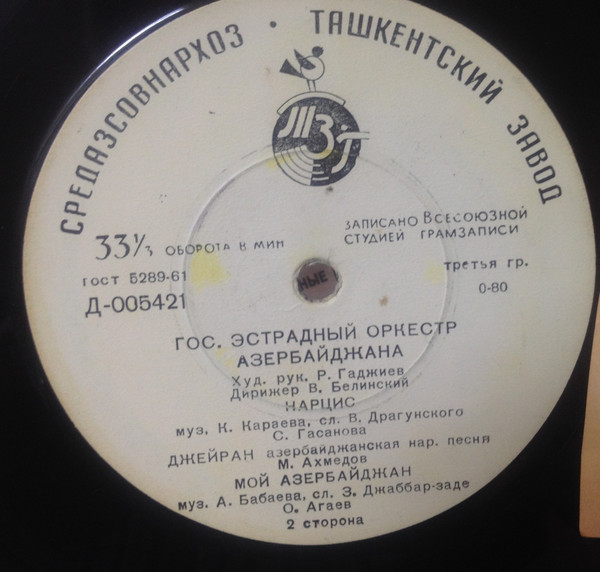 СРЕДАЗСОВНАРХОЗ · ТАШКЕНТСКИЙ ЗАВОД
ТЗГ
33⅓ ОБОРОТА В МИН
ЗАПИСАНО ВСЕСОЮЗНОЙ
СТУДИЕЙ ГРАМЗАПИСИ
ГОСТ 5289-61
Д-005421
третья гр.
0-80
НЫЕ
ГОС. ЭСТРАДНЫЙ ОРКЕСТР
АЗЕРБАЙДЖАНА
Худ. рук. Р. Гаджиев
Дирижер В. Белинский
НАРЦИС
муз. К. Караева, сл. В. Драгунского
С. Гасанова
ДЖЕЙРАН азербайджанская нар. песня
М. Ахмедов
МОЙ АЗЕРБАЙДЖАН
муз. А. Бабаева, сл. З. Джаббар-заде
О. Агаев
2 сторона